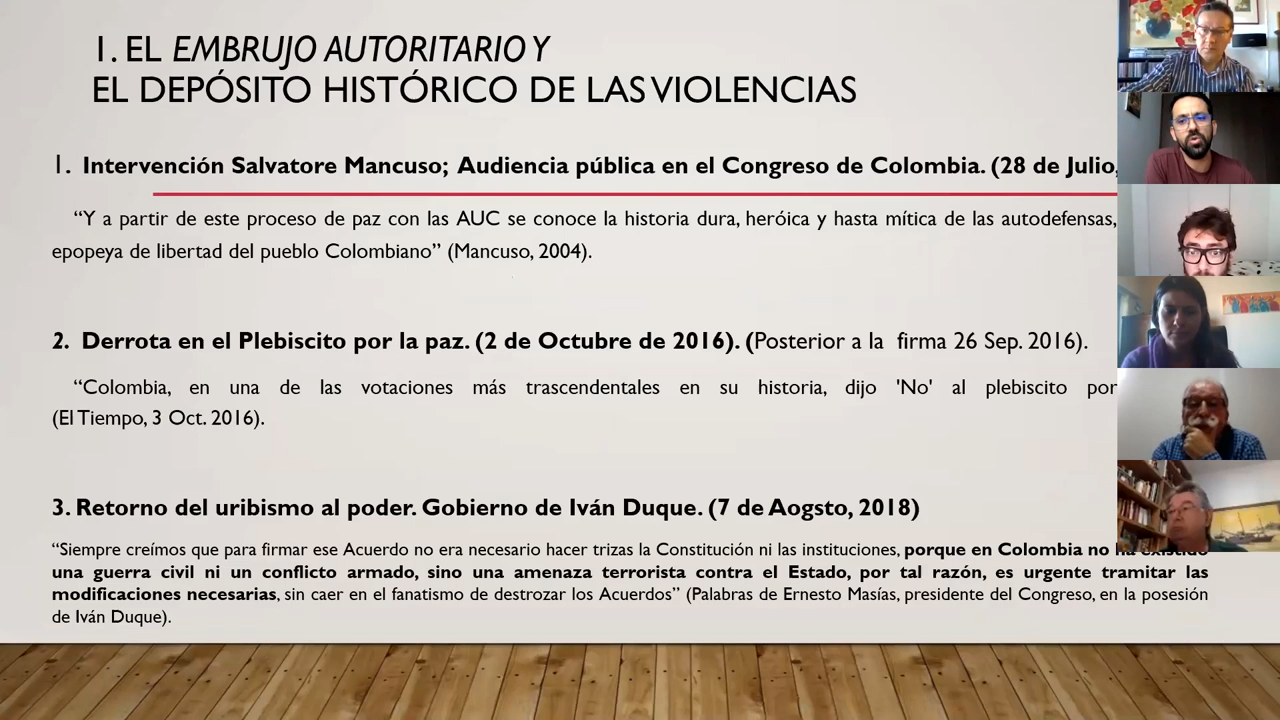 1. EL EMBRUJO AUTORITARIO Y
EL DEPÓSITO HISTÓRICO DE LAS VIOLENCIAS
1. Intervención Salvatore Mancuso; Audiencia pública en el Congreso de Colombia. (28 de Julio,
“Y a partir de este proceso de paz con las AUC se conoce la historia dura, heróica y hasta mítica de las autodefensas,
epopeya de libertad del pueblo Colombiano” (Mancuso, 2004).
2. Derrota en el Plebiscito por la paz. (2 de Octubre de 2016). (Posterior a la firma 26 Sep. 2016).
“Colombia, en una de las votaciones más trascendentales en su historia, dijo 'No' al plebiscito por
(El Tiempo, 3 Oct. 2016).
3. Retorno del uribismo al poder. Gobierno de Iván Duque. (7 de Aogsto, 2018)
“Siempre creímos que para firmar ese Acuerdo no era necesario hacer trizas la Constitución ni las instituciones, porque en Colombia no ha existido
una guerra civil ni un conflicto armado, sino una amenaza terrorista contra el Estado, por tal razón, es urgente tramitar las
modificaciones necesarias, sin caer en el fanatismo de destrozar los Acuerdos” (Palabras de Ernesto Masías, presidente del Congreso, en la posesión
de Iván Duque).